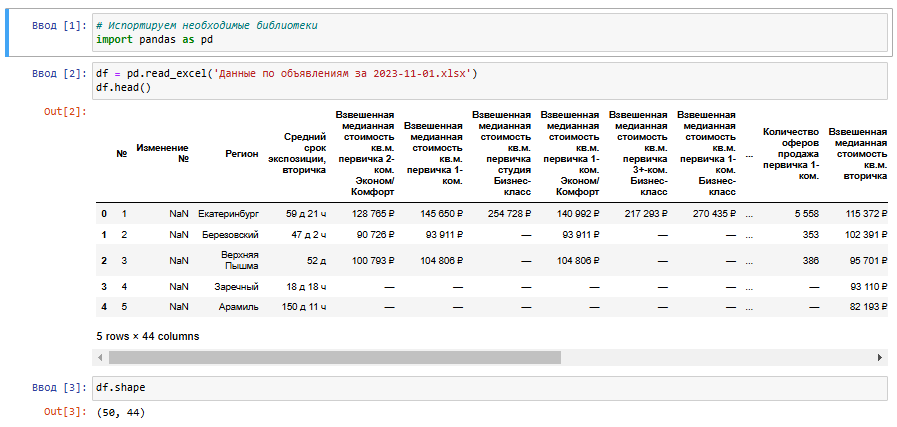 Ввод [1]: # Испортируем необходимые библиотеки
import pandas as pd
Ввод [2]: df = pd.read_excel('Данные по объявлениям за 2023-11-01.xlsx')
df.head()
Out[2]:
№ Изменение № Регион Средний срок экспозиции, вторичка Взвешенная медианная стоимость кв.м. первичка 2-ком. Эконом/Комфорт Взвешенная медианная стоимость кв.м. первичка 1-ком. Взвешенная медианная стоимость кв.м. первичка студия Бизнес-класс Взвешенная медианная стоимость кв.м. первичка 1-ком. Эконом/Комфорт Взвешенная медианная стоимость кв.м. первичка 3+-ком. Бизнес-класс Взвешенная медианная стоимость кв.м. первичка 1-ком. Бизнес-класс ... Количество оферов продажа первичка 1-ком. Взвешенная медианная стоимость кв.м. вторичка
0 1 NaN Екатеринбург 59 д 21 ч 128 765 ₽ 145 650 ₽ 254 728 ₽ 140 992 ₽ 217 293 ₽ 270 435 ₽ ... 5 558 115 372 ₽
1 2 NaN Березовский 47 д 2 ч 90 726 ₽ 93 911 ₽ — 93 911 ₽ — — ... 353 102 391 ₽
2 3 NaN Верхняя Пышма 52 д 100 793 ₽ 104 806 ₽ — 104 806 ₽ — — ... 386 95 701 ₽
3 4 NaN Заречный 18 д 18 ч — — — — — — ... — 93 110 ₽
4 5 NaN Арамиль 150 д 11 ч — — — — — — ... — 82 193 ₽
5 rows × 44 columns
Ввод [3]: df.shape
Out[3]: (50, 44)